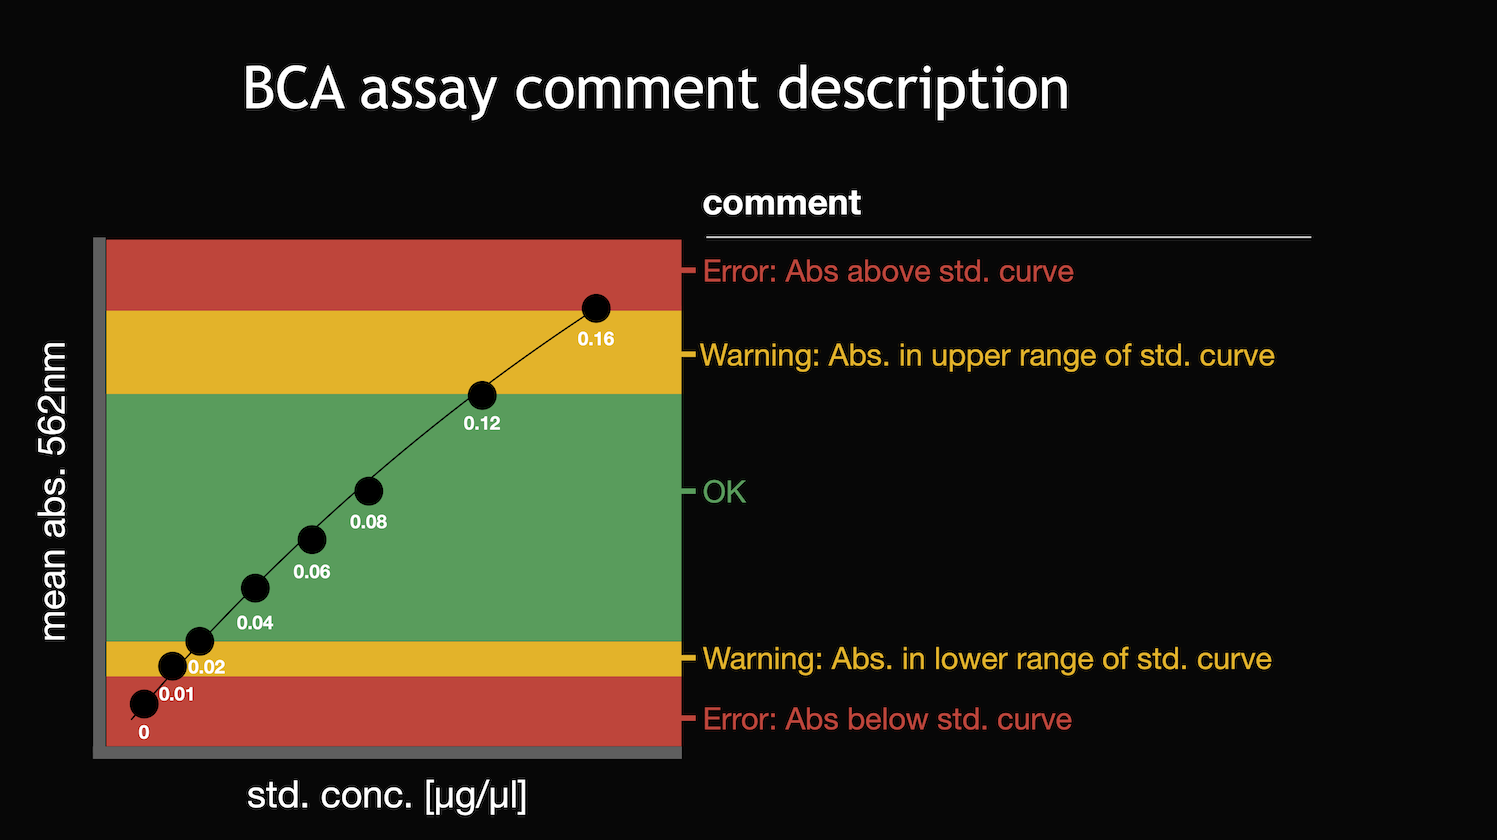 BCA assay comment description
comment
Error: Abs above std. curve
0.16
Warning: Abs. in upper range of std. curve
0.12
mean abs. 562nm
OK
0.08
0.06
0.04
0.02
Warning: Abs. in lower range of std. curve
0.01
Error: Abs below std. curve
0
std. conc. [µg/µl]